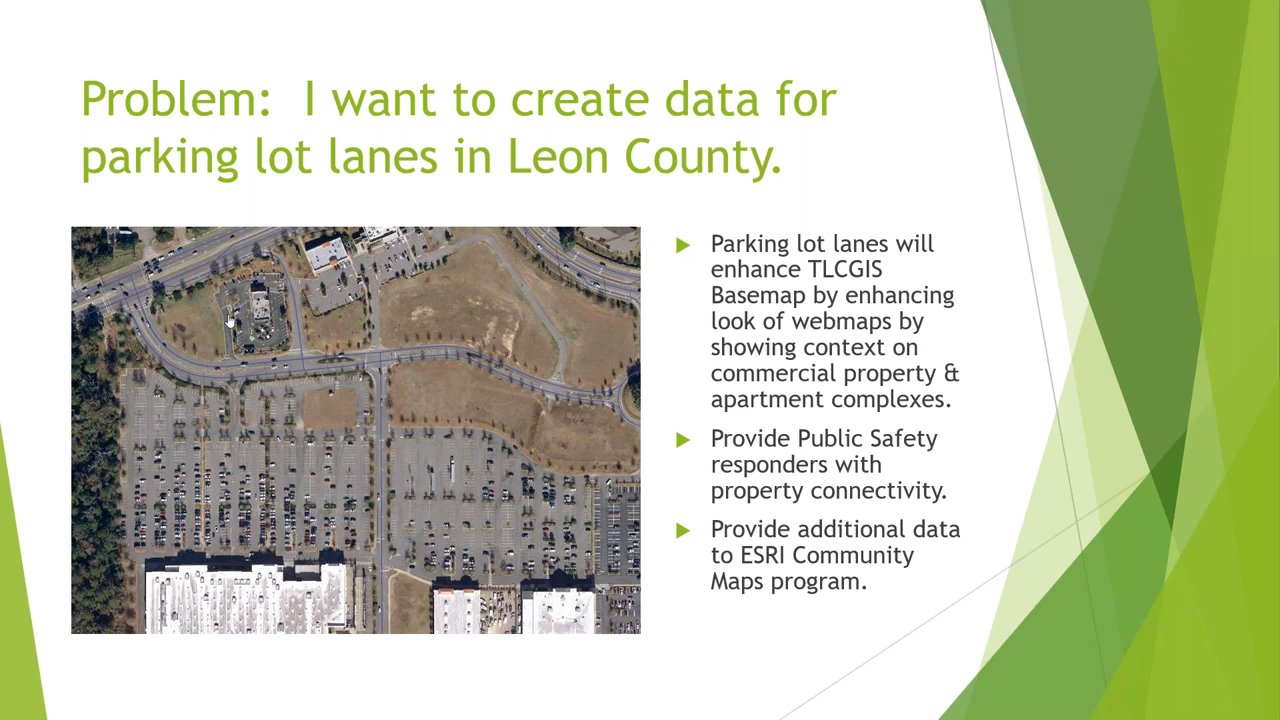 Problem:  I want to create data for
parking lot lanes in Leon County.
Parking lot lanes will
enhance TLCGIS
Basemap by enhancing
look of webmaps by
showing context on
commercial property &
apartment complexes.
Provide Public Safety
responders with
property connectivity.
Provide additional data
to ESRI Community
Maps program.